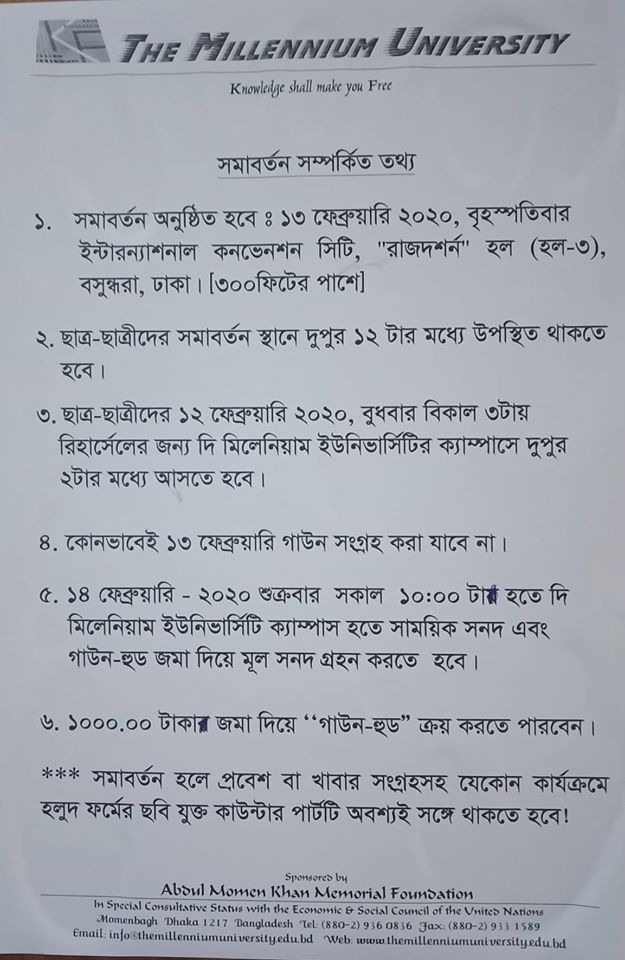 THE MILLENNIUM UNIVERSITY
Knowledge shall make you Free
সমাবর্তন সম্পর্কিত তথ্য
১. সমাবর্তন অনুষ্ঠিত হবে ঃ ১৩ ফেব্রুয়ারি ২০২০, বৃহস্পতিবার
ইন্টারন্যাশনাল কনভেনশন সিটি, "রাজদর্শন" হল (হল-৩),
বসুন্ধরা, ঢাকা। [৩০০ফিটের পাশে]
২. ছাত্র-ছাত্রীদের সমাবর্তন স্থানে দুপুর ১২ টার মধ্যে উপস্থিত থাকতে
হবে।
৩. ছাত্র-ছাত্রীদের ১২ ফেব্রুয়ারি ২০২০, বুধবার বিকাল ৩টায়
রিহার্সেলের জন্য দি মিলেনিয়াম ইউনিভার্সিটির ক্যাম্পাসে দুপুর
২টার মধ্যে আসতে হবে।
৪. কোনভাবেই ১৩ ফেব্রুয়ারি গাউন সংগ্রহ করা যাবে না।
৫. ১৪ ফেব্রুয়ারি - ২০২০ শুক্রবার সকাল ১০:০০ টা হতে দি
মিলেনিয়াম ইউনিভার্সিটি ক্যাম্পাস হতে সাময়িক সনদ এবং
গাউন-হুড জমা দিয়ে মূল সনদ গ্রহন করতে হবে।
৬. ১০০০.০০ টাকা জমা দিয়ে “গাউন-হুড” ক্রয় করতে পারবেন।
*** সমাবর্তন হলে প্রবেশ বা খাবার সংগ্রহসহ যেকোন কার্যক্রমে
হলুদ ফর্মের ছবি যুক্ত কাউন্টার পার্টটি অবশ্যই সঙ্গে থাকতে হবে!
Sponsored by
Abdul Momen Khan Memorial Foundation
In Special Consultative Status with the Economic & Social Council of the United Nations
Momenbagh Dhaka 1217 Bangladesh Tel: (880-2) 936 0836 Fax: (880-2) 933 1589
Email: info@themillenniumuniversity.edu.bd Web: www.themillenniumuniversity.edu.bd